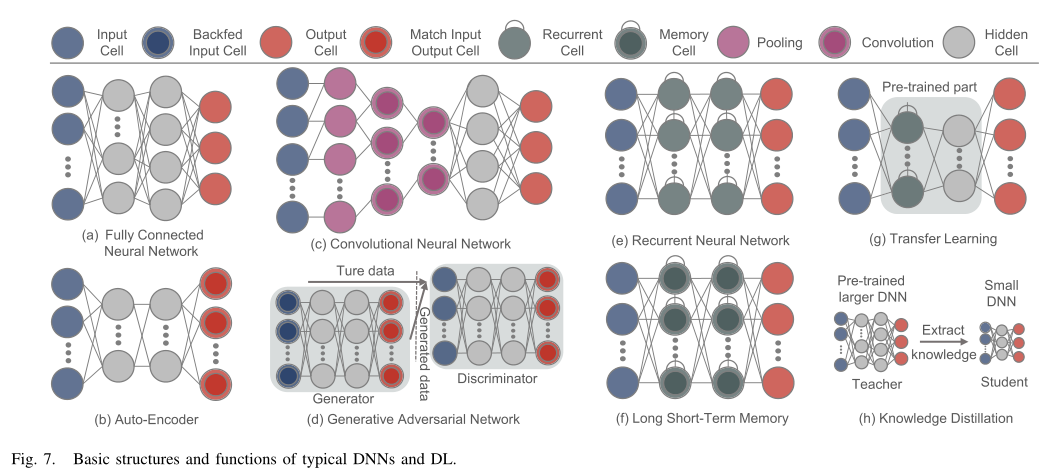 Input
Cell
Backfed
Input Cell
Output
Cell
Match Input
Output Cell
Recurrent
Cell
Memory
Cell
Pooling
Convolution
Hidden
Cell
(a) Fully Connected
Neural Network
(c) Convolutional Neural Network
(e) Recurrent Neural Network
Pre-trained part
(g) Transfer Learning
(b) Auto-Encoder
Ture data
Generated data
Generator
Discriminator
(d) Generative Adversarial Network
(f) Long Short-Term Memory
Pre-trained
larger DNN
Small
DNN
Extract
knowledge
Teacher
Student
(h) Knowledge Distillation
Fig. 7. Basic structures and functions of typical DNNs and DL.